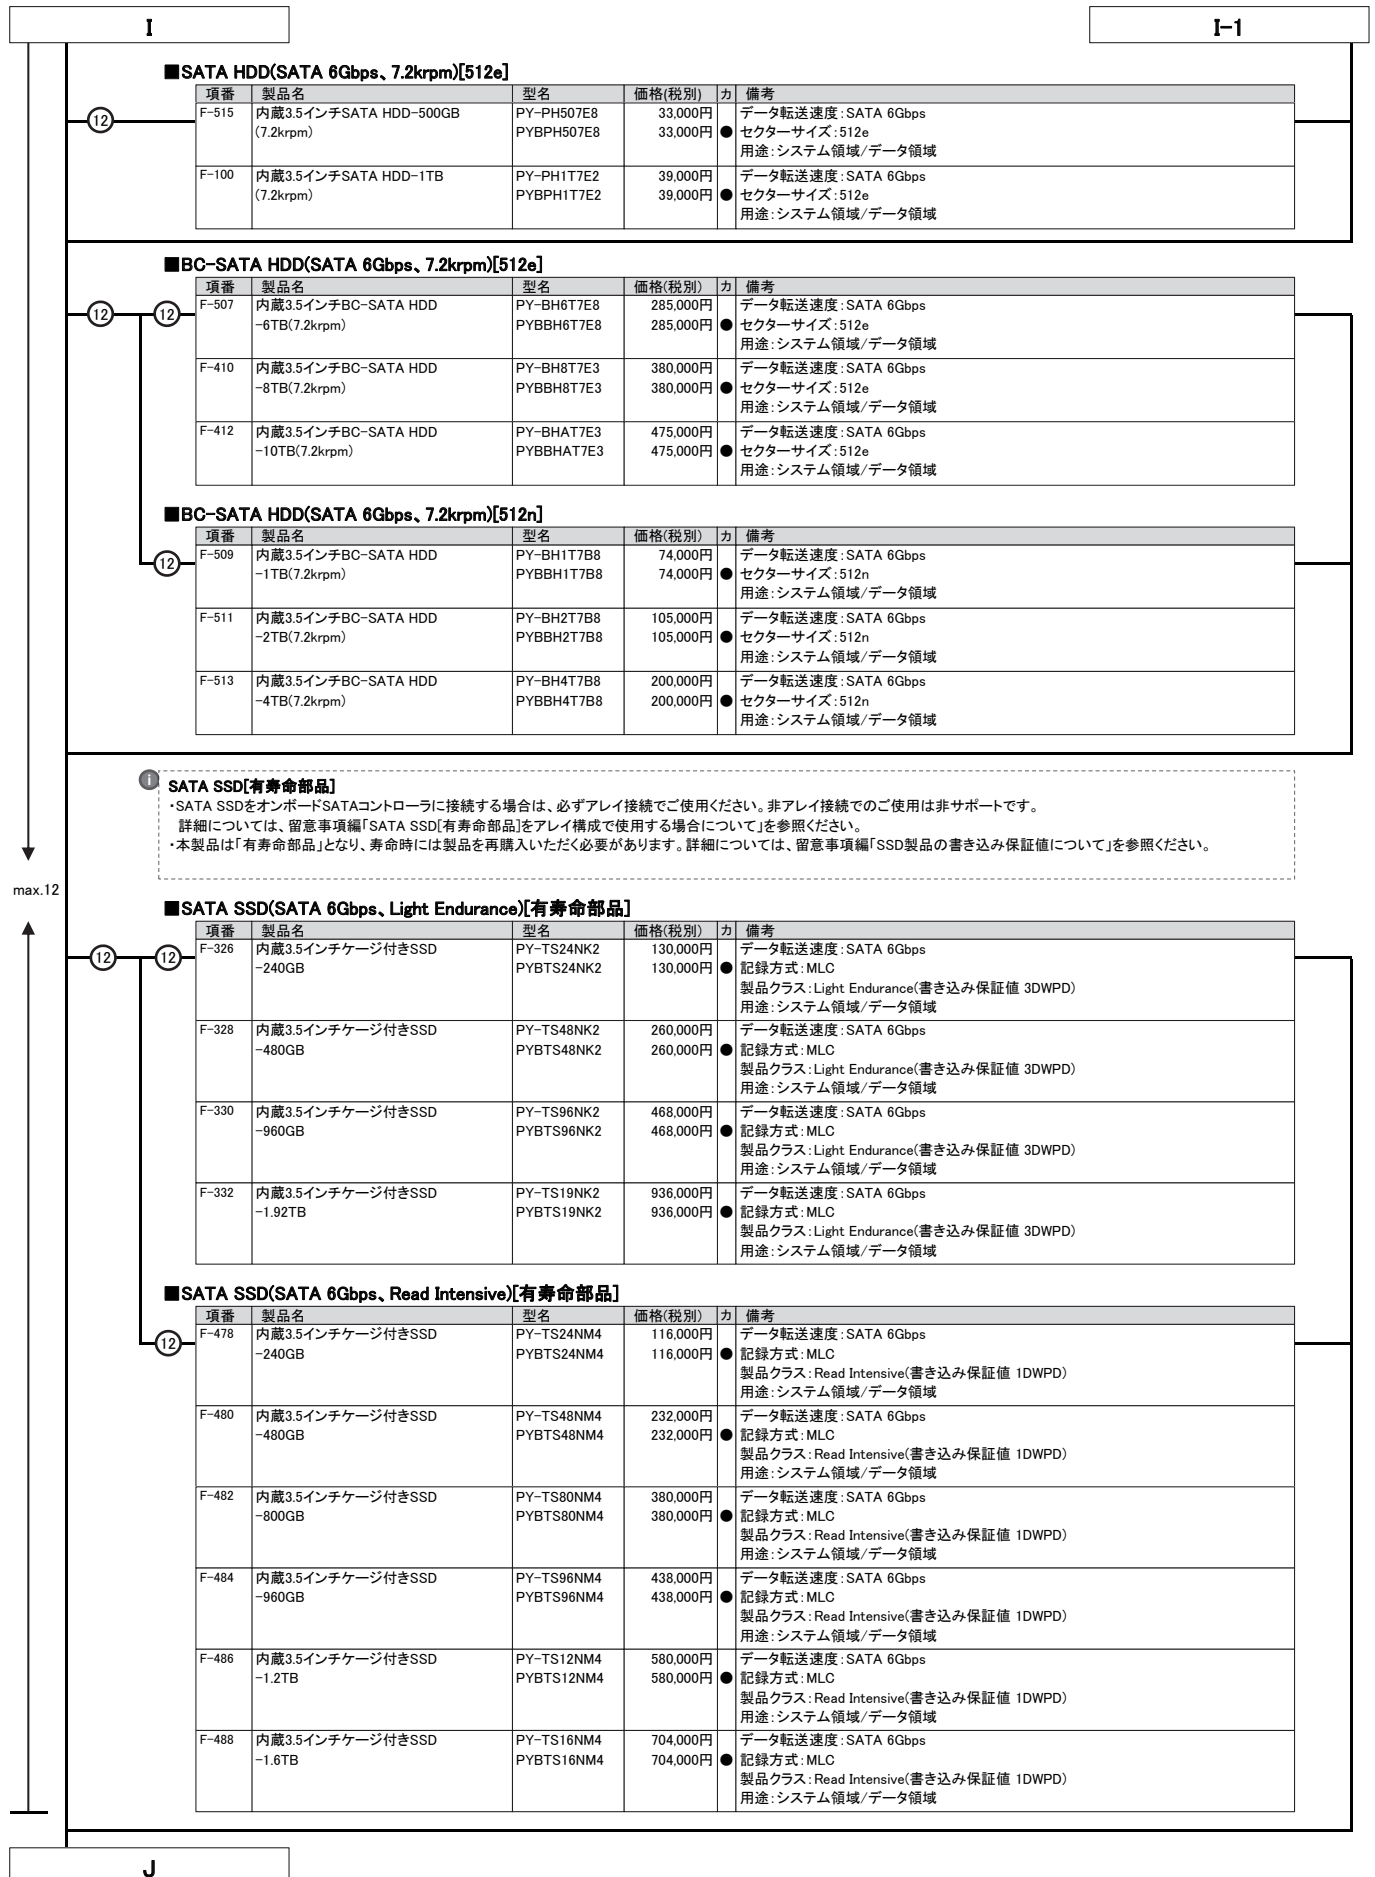 I
I-1
■SATA HDD(SATA 6Gbps、7.2krpm)[512e]
項番 製品名 型名 価格(税別) カ 備考
⑫
F-515 内蔵3.5インチSATA HDD-500GB PY-PH507E8 33,000円 データ転送速度:SATA 6Gbps
(7.2krpm) PYBPH507E8 33,000円 ● セクターサイズ:512e
用途:システム領域/データ領域
F-100 内蔵3.5インチSATA HDD-1TB PY-PH1T7E2 39,000円 データ転送速度:SATA 6Gbps
(7.2krpm) PYBPH1T7E2 39,000円 ● セクターサイズ:512e
用途:システム領域/データ領域
■BC-SATA HDD(SATA 6Gbps、7.2krpm)[512e]
項番 製品名 型名 価格(税別) カ 備考
⑫ ⑫
F-507 内蔵3.5インチBC-SATA HDD PY-BH6T7E8 285,000円 データ転送速度:SATA 6Gbps
-6TB(7.2krpm) PYBBH6T7E8 285,000円 ● セクターサイズ:512e
用途:システム領域/データ領域
F-410 内蔵3.5インチBC-SATA HDD PY-BH8T7E3 380,000円 データ転送速度:SATA 6Gbps
-8TB(7.2krpm) PYBBH8T7E3 380,000円 ● セクターサイズ:512e
用途:システム領域/データ領域
F-412 内蔵3.5インチBC-SATA HDD PY-BHAT7E3 475,000円 データ転送速度:SATA 6Gbps
-10TB(7.2krpm) PYBBHAT7E3 475,000円 ● セクターサイズ:512e
用途:システム領域/データ領域
■BC-SATA HDD(SATA 6Gbps、7.2krpm)[512n]
項番 製品名 型名 価格(税別) カ 備考
⑫
F-509 内蔵3.5インチBC-SATA HDD PY-BH1T7B8 74,000円 データ転送速度:SATA 6Gbps
-1TB(7.2krpm) PYBBH1T7B8 74,000円 ● セクターサイズ:512n
用途:システム領域/データ領域
F-511 内蔵3.5インチBC-SATA HDD PY-BH2T7B8 105,000円 データ転送速度:SATA 6Gbps
-2TB(7.2krpm) PYBBH2T7B8 105,000円 ● セクターサイズ:512n
用途:システム領域/データ領域
F-513 内蔵3.5インチBC-SATA HDD PY-BH4T7B8 200,000円 データ転送速度:SATA 6Gbps
-4TB(7.2krpm) PYBBH4T7B8 200,000円 ● セクターサイズ:512n
用途:システム領域/データ領域
i SATA SSD[有寿命部品]
・SATA SSDをオンボードSATAコントローラに接続する場合は、必ずアレイ接続でご使用ください。非アレイ接続でのご使用は非サポートです。
詳細については、留意事項編「SATA SSD[有寿命部品]をアレイ構成で使用する場合について」を参照ください。
・本製品は「有寿命部品」となり、寿命時には製品を再購入いただく必要があります。詳細については、留意事項編「SSD製品の書き込み保証値について」を参照ください。
max.12
■SATA SSD(SATA 6Gbps、Light Endurance)[有寿命部品]
項番 製品名 型名 価格(税別) カ 備考
⑫ ⑫
F-326 内蔵3.5インチケージ付きSSD PY-TS24NK2 130,000円 データ転送速度:SATA 6Gbps
-240GB PYBTS24NK2 130,000円 ● 記録方式:MLC
製品クラス:Light Endurance(書き込み保証値 3DWPD)
用途:システム領域/データ領域
F-328 内蔵3.5インチケージ付きSSD PY-TS48NK2 260,000円 データ転送速度:SATA 6Gbps
-480GB PYBTS48NK2 260,000円 ● 記録方式:MLC
製品クラス:Light Endurance(書き込み保証値 3DWPD)
用途:システム領域/データ領域
F-330 内蔵3.5インチケージ付きSSD PY-TS96NK2 468,000円 データ転送速度:SATA 6Gbps
-960GB PYBTS96NK2 468,000円 ● 記録方式:MLC
製品クラス:Light Endurance(書き込み保証値 3DWPD)
用途:システム領域/データ領域
F-332 内蔵3.5インチケージ付きSSD PY-TS19NK2 936,000円 データ転送速度:SATA 6Gbps
-1.92TB PYBTS19NK2 936,000円 ● 記録方式:MLC
製品クラス:Light Endurance(書き込み保証値 3DWPD)
用途:システム領域/データ領域
■SATA SSD(SATA 6Gbps、Read Intensive)[有寿命部品]
項番 製品名 型名 価格(税別) カ 備考
⑫
F-478 内蔵3.5インチケージ付きSSD PY-TS24NM4 116,000円 データ転送速度:SATA 6Gbps
-240GB PYBTS24NM4 116,000円 ● 記録方式:MLC
製品クラス:Read Intensive(書き込み保証値 1DWPD)
用途:システム領域/データ領域
F-480 内蔵3.5インチケージ付きSSD PY-TS48NM4 232,000円 データ転送速度:SATA 6Gbps
-480GB PYBTS48NM4 232,000円 ● 記録方式:MLC
製品クラス:Read Intensive(書き込み保証値 1DWPD)
用途:システム領域/データ領域
F-482 内蔵3.5インチケージ付きSSD PY-TS80NM4 380,000円 データ転送速度:SATA 6Gbps
-800GB PYBTS80NM4 380,000円 ● 記録方式:MLC
製品クラス:Read Intensive(書き込み保証値 1DWPD)
用途:システム領域/データ領域
F-484 内蔵3.5インチケージ付きSSD PY-TS96NM4 438,000円 データ転送速度:SATA 6Gbps
-960GB PYBTS96NM4 438,000円 ● 記録方式:MLC
製品クラス:Read Intensive(書き込み保証値 1DWPD)
用途:システム領域/データ領域
F-486 内蔵3.5インチケージ付きSSD PY-TS12NM4 580,000円 データ転送速度:SATA 6Gbps
-1.2TB PYBTS12NM4 580,000円 ● 記録方式:MLC
製品クラス:Read Intensive(書き込み保証値 1DWPD)
用途:システム領域/データ領域
F-488 内蔵3.5インチケージ付きSSD PY-TS16NM4 704,000円 データ転送速度:SATA 6Gbps
-1.6TB PYBTS16NM4 704,000円 ● 記録方式:MLC
製品クラス:Read Intensive(書き込み保証値 1DWPD)
用途:システム領域/データ領域
J